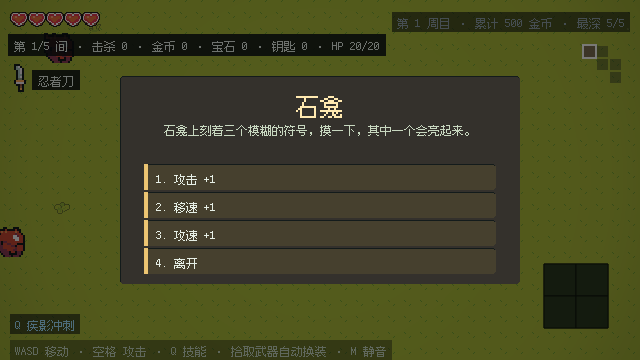 第 1 周目 · 累计 500 金币 · 最深 5/5
第 1/5 间 · 击杀 0 · 金币 0 · 宝石 0 · 钥匙 0 · HP 20/20
忍者刀
石龛
石龛上刻着三个模糊的符号，摸一下，其中一个会亮起来。
1. 攻击 +1
2. 移速 +1
3. 攻速 +1
4. 离开
Q 疾影冲刺
WASD 移动 · 空格 攻击 · Q 技能 · 拾取武器自动换装 · M 静音